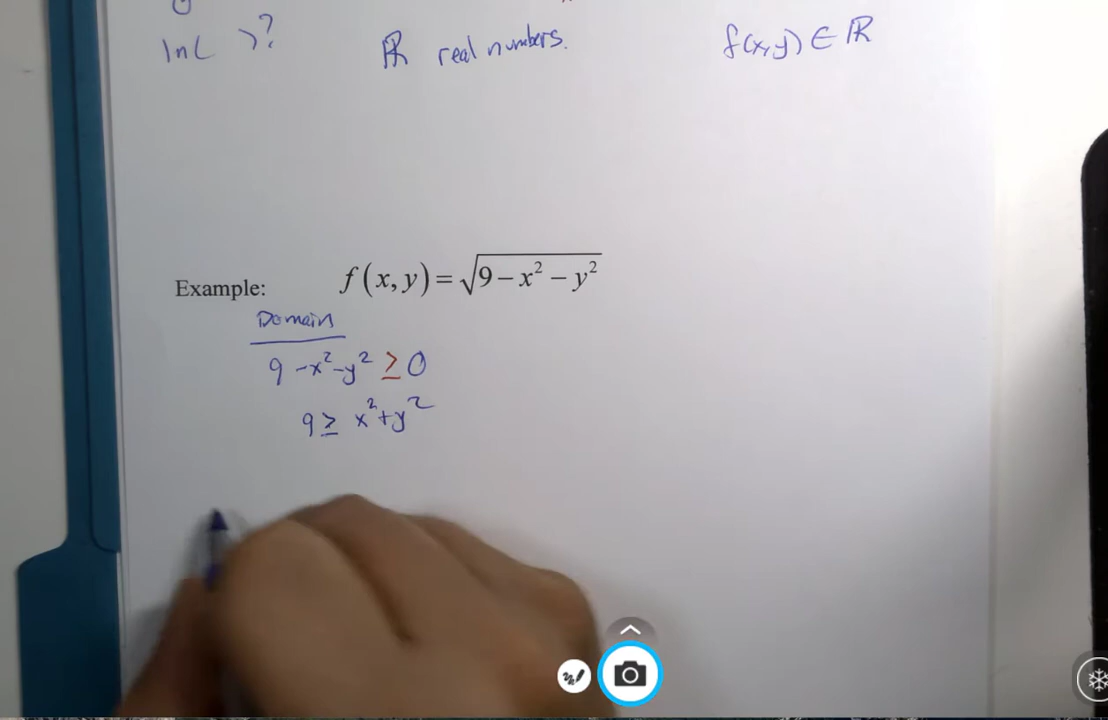 ln( )?
ℝ real numbers.
f(x,y) ∈ ℝ
Example: f(x,y) = √(9 − x² − y²)
Domain
9 − x² − y² ≥ 0
9 ≥ x² + y²